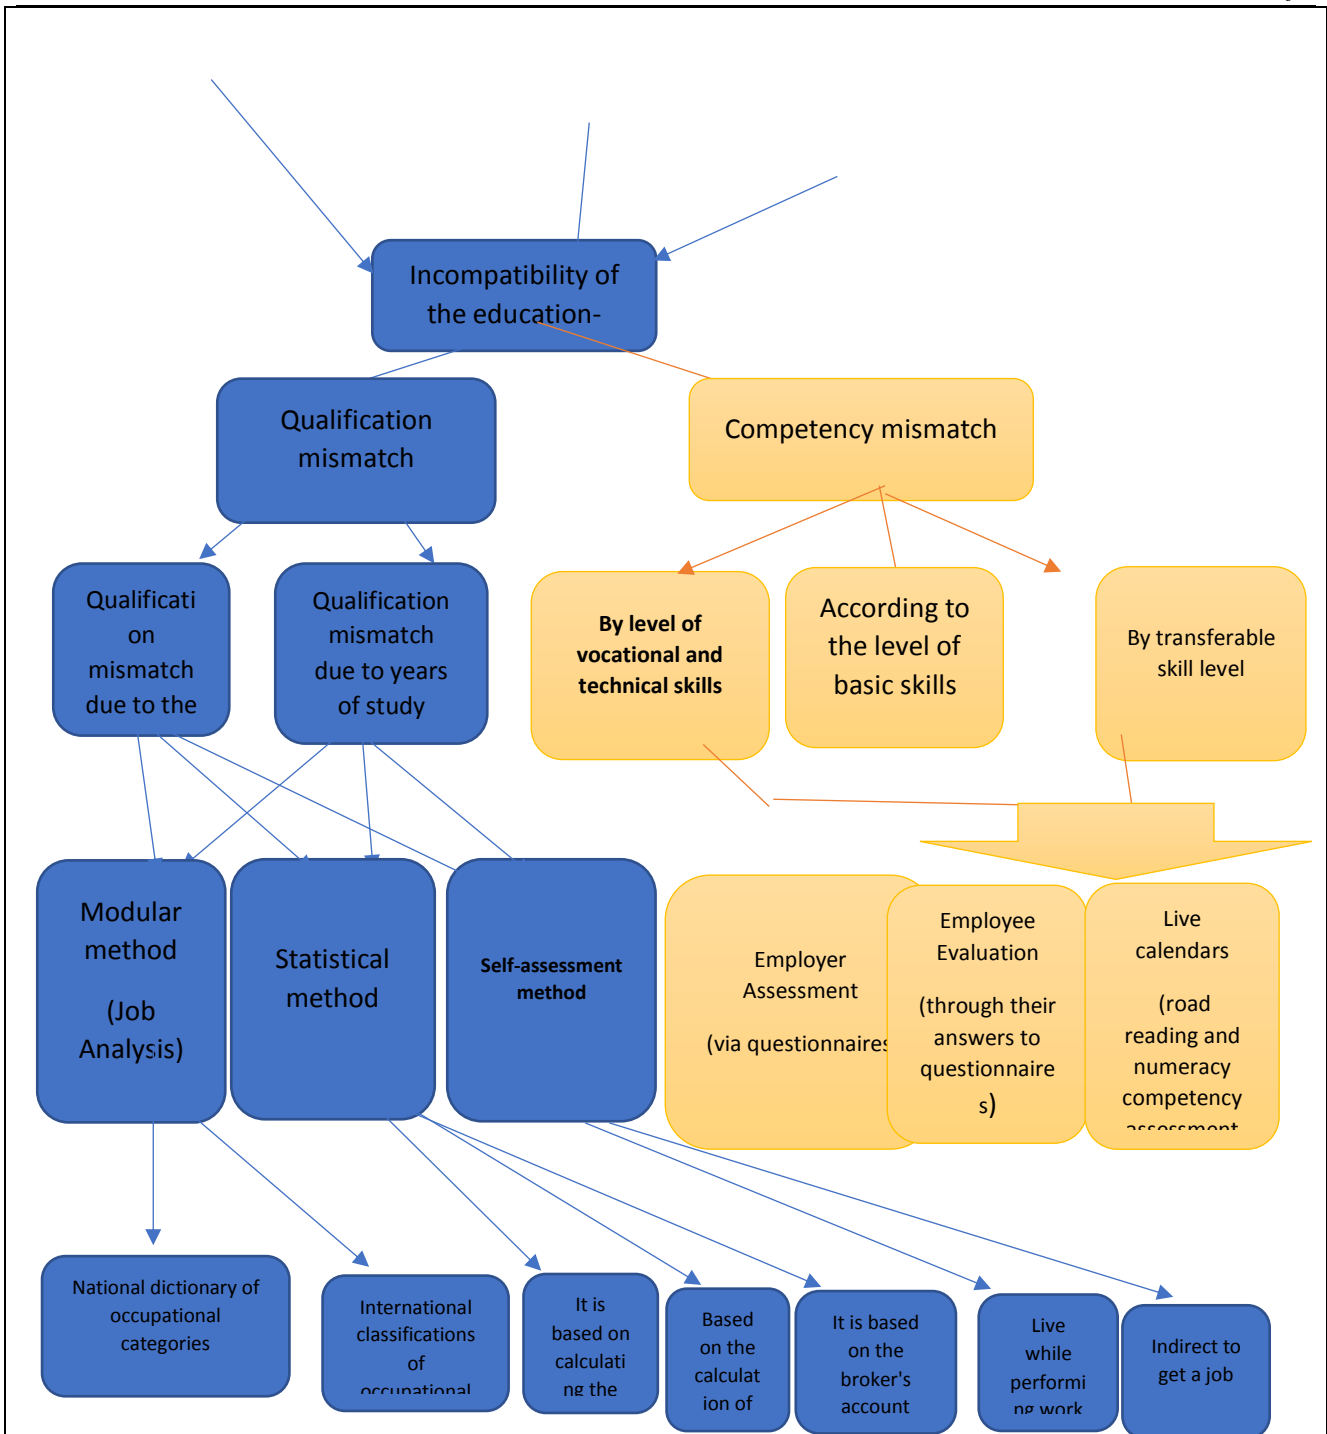 Incompatibility of
the education-
Qualification
mismatch
Competency mismatch
Qualificati
on
mismatch
due to the
Qualification
mismatch
due to years
of study
By level of
vocational and
technical skills
According to
the level of
basic skills
By transferable
skill level
Modular
method
(Job
Analysis)
Statistical
method
Self-assessment
method
Employer
Assessment
(via questionnaires
Employee
Evaluation
(through their
answers to
questionnaire
s)
Live
calendars
(road
reading and
numeracy
competency
assessment
National dictionary of
occupational
categories
International
classifications
of
occupational
It is
based on
calculati
ng the
Based
on the
calculat
ion of
It is based
on the
broker's
account
Live
while
performi
ng work
Indirect to
get a job